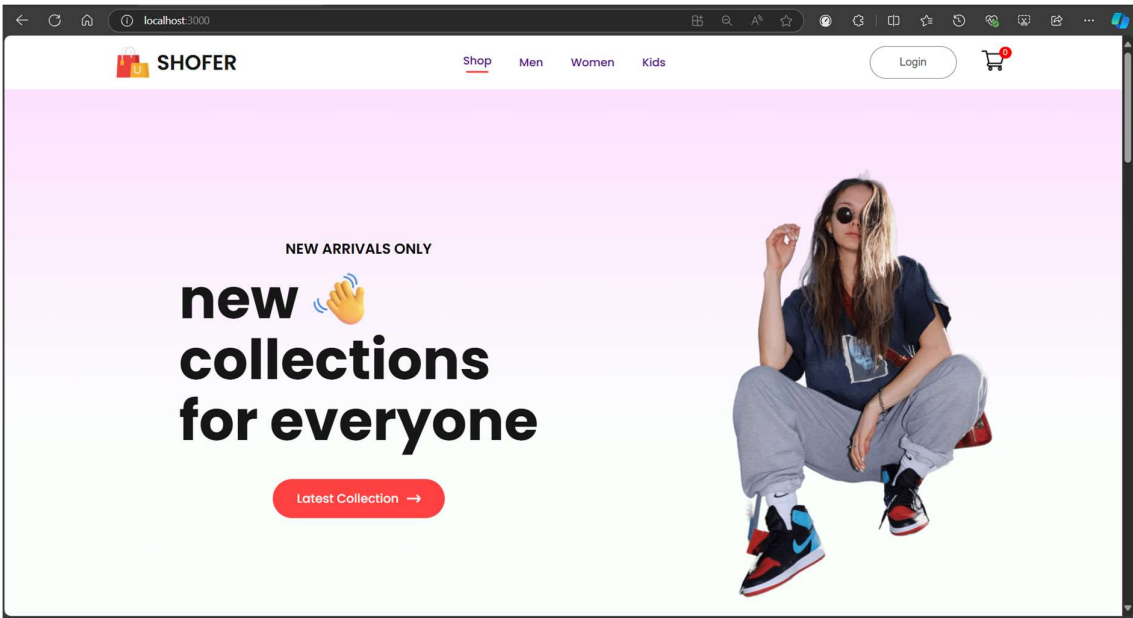 localhost:3000
SHOFER
Shop Men Women Kids
Login
0
NEW ARRIVALS ONLY
new 👋
collections
for everyone
Latest Collection →